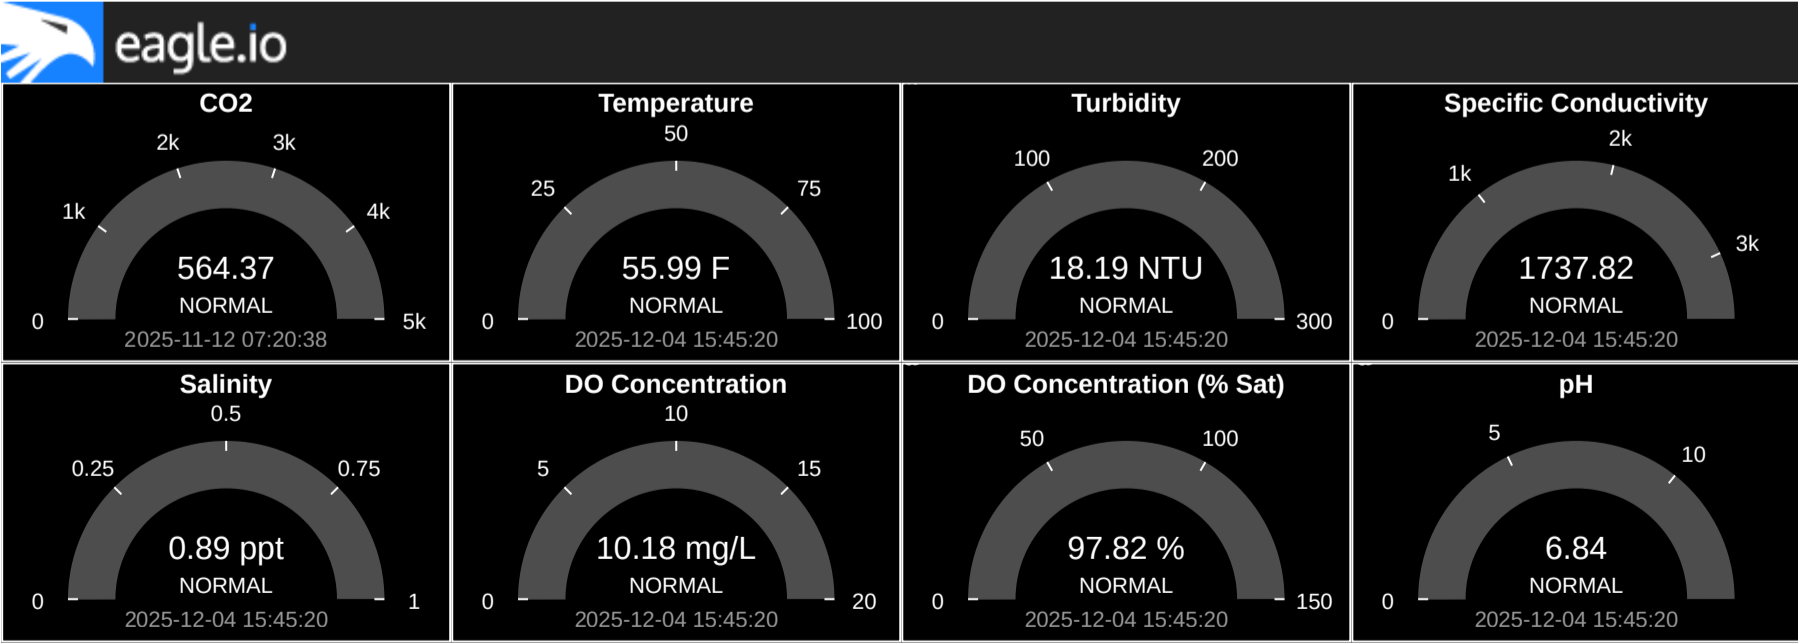 eagle.io
CO2
2k 3k
1k 4k
564.37
NORMAL
0 5k
2025-11-12 07:20:38
Temperature
50
25 75
55.99 F
NORMAL
0 100
2025-12-04 15:45:20
Turbidity
100 200
18.19 NTU
NORMAL
0 300
2025-12-04 15:45:20
Specific Conductivity
2k
1k
3k
1737.82
NORMAL
0
2025-12-04 15:45:20
Salinity
0.5
0.25 0.75
0.89 ppt
NORMAL
0 1
2025-12-04 15:45:20
DO Concentration
10
5 15
10.18 mg/L
NORMAL
0 20
2025-12-04 15:45:20
DO Concentration (% Sat)
50 100
97.82 %
NORMAL
0 150
2025-12-04 15:45:20
pH
5
10
6.84
NORMAL
0
2025-12-04 15:45:20